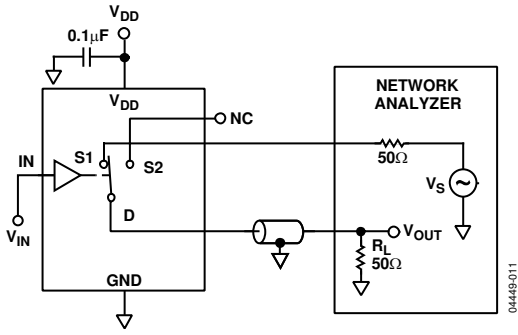 V_DD
0.1μF
V_DD
NC
NETWORK
ANALYZER
IN
S1
S2
50Ω
V_S
D
V_IN
V_OUT
R_L
50Ω
GND
04449-011